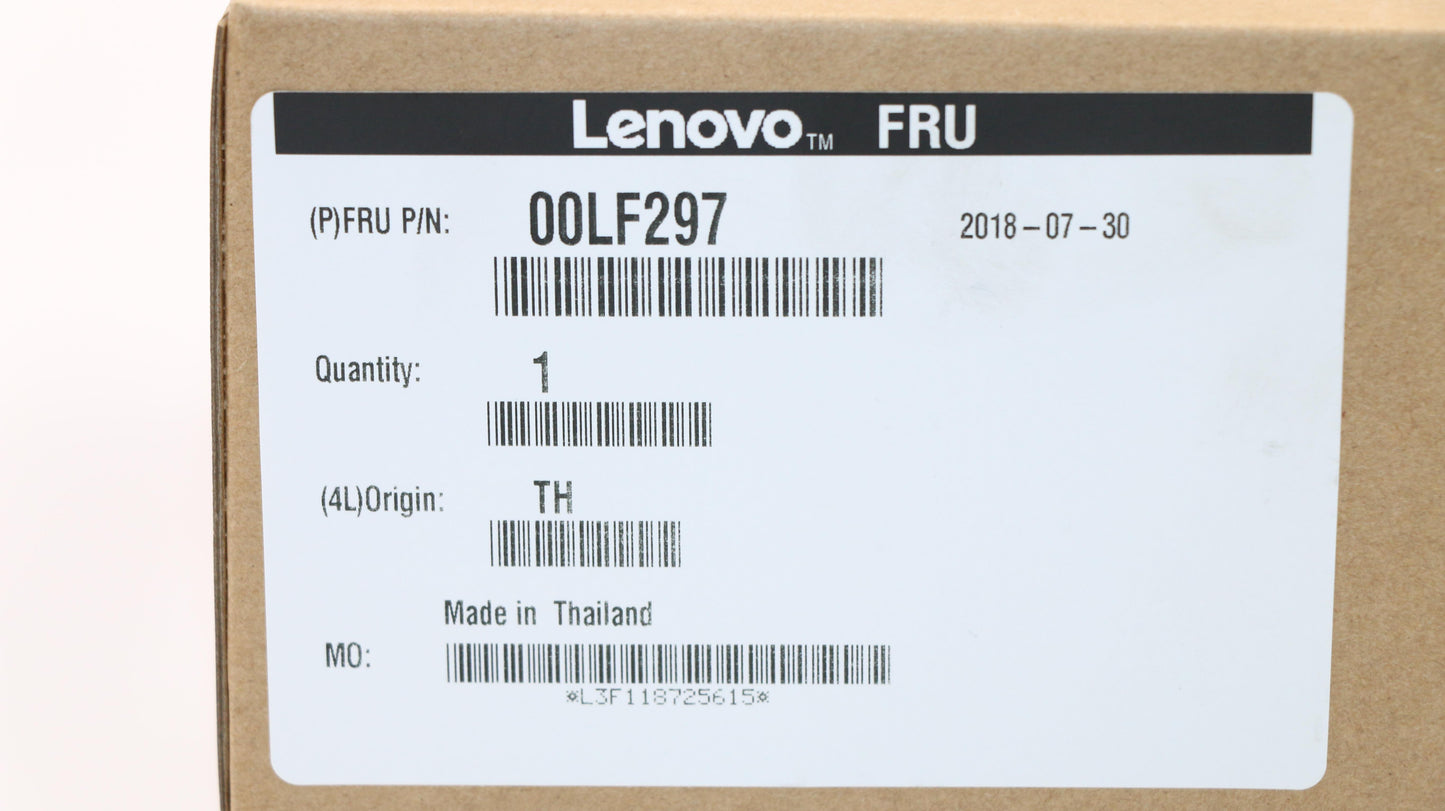 Lenovo™ FRU
(P)FRU P/N: 00LF297 2018-07-30
Quantity: 1
(4L)Origin: TH
Made in Thailand
MO:
*L3F118725615*